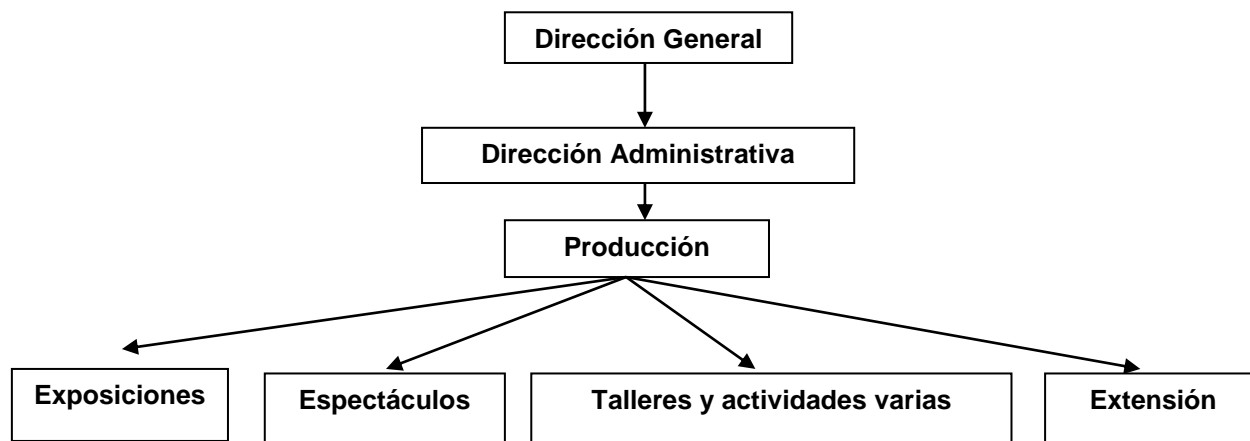 Dirección General
Dirección Administrativa
Producción
Exposiciones
Espectáculos
Talleres y actividades varias
Extensión